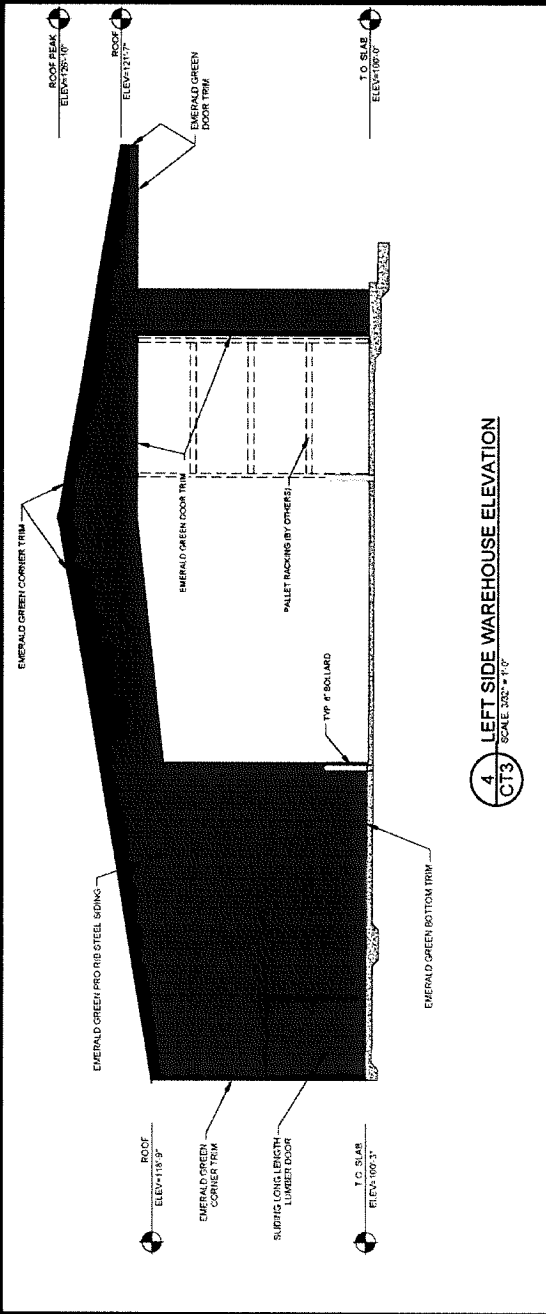 ROOF PEAK
ELEV=126'-10"
ROOF
ELEV=121'-7"
EMERALD GREEN
DOOR TRIM
T.O. SLAB
ELEV=100'-0"
EMERALD GREEN CORNER TRIM
EMERALD GREEN DOOR TRIM
PALLET RACKING (BY OTHERS)
TYP. 6" BOLLARD
EMERALD GREEN PRO RIB STEEL SIDING
EMERALD GREEN BOTTOM TRIM
ROOF
ELEV=118'-9"
EMERALD GREEN
CORNER TRIM
SLIDING LONG LENGTH
LUMBER DOOR
T.O. SLAB
ELEV=100'-3"
4
CT3
LEFT SIDE WAREHOUSE ELEVATION
SCALE: 3/32" = 1'-0"